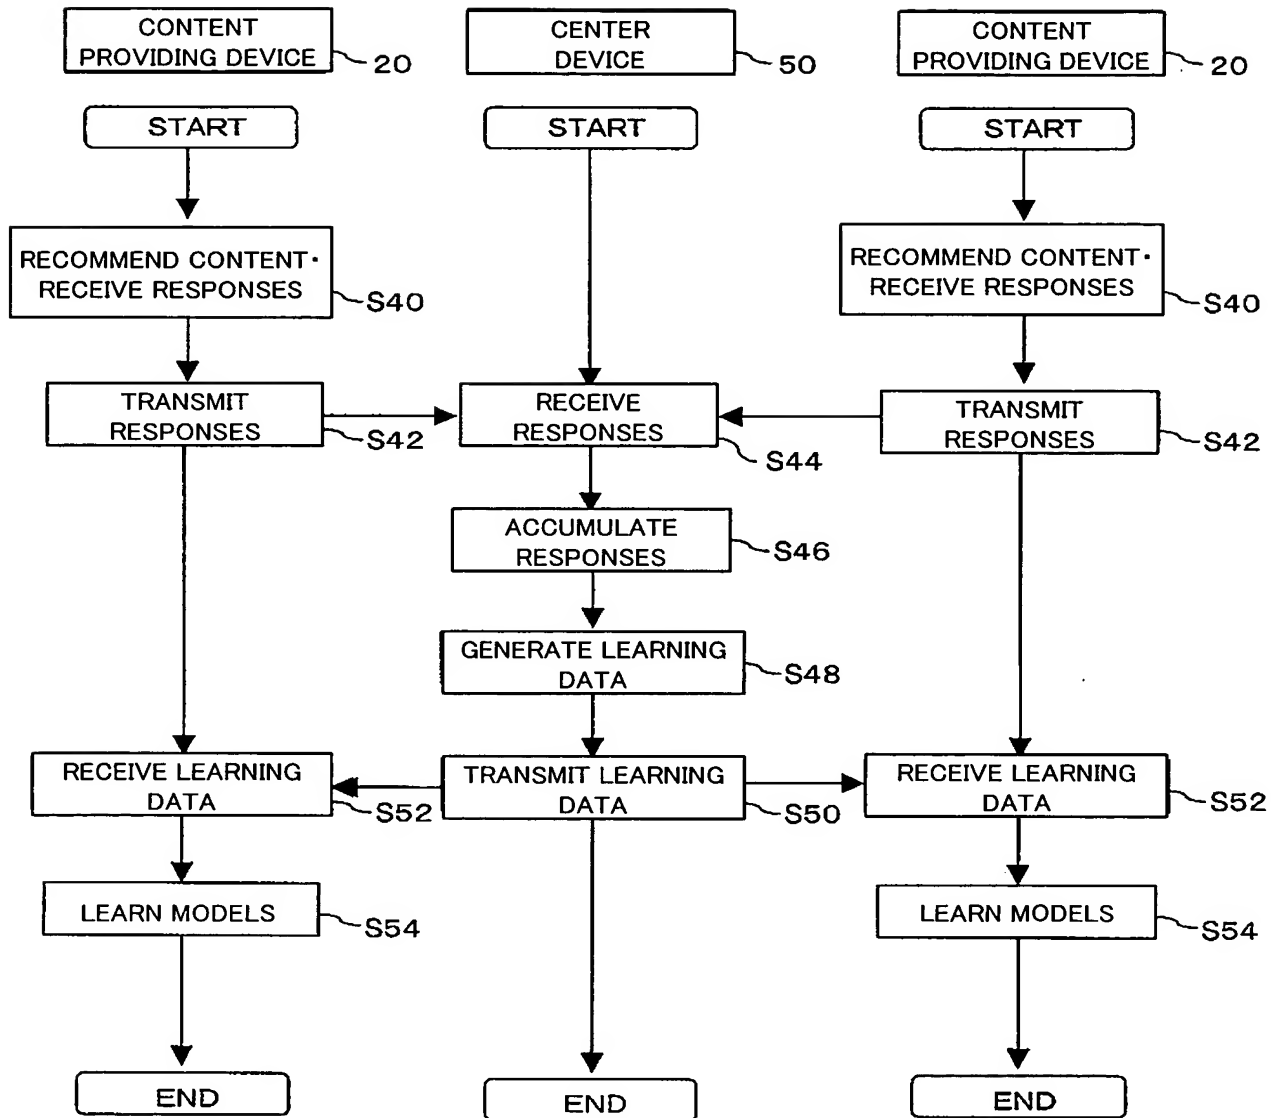 CONTENT
PROVIDING DEVICE
20
CENTER
DEVICE
50
CONTENT
PROVIDING DEVICE
20
START
START
START
RECOMMEND CONTENT・
RECEIVE RESPONSES
S40
RECOMMEND CONTENT・
RECEIVE RESPONSES
S40
TRANSMIT
RESPONSES
S42
RECEIVE
RESPONSES
S44
TRANSMIT
RESPONSES
S42
ACCUMULATE
RESPONSES
S46
GENERATE LEARNING
DATA
S48
RECEIVE LEARNING
DATA
S52
TRANSMIT LEARNING
DATA
S50
RECEIVE LEARNING
DATA
S52
LEARN MODELS
S54
LEARN MODELS
S54
END
END
END